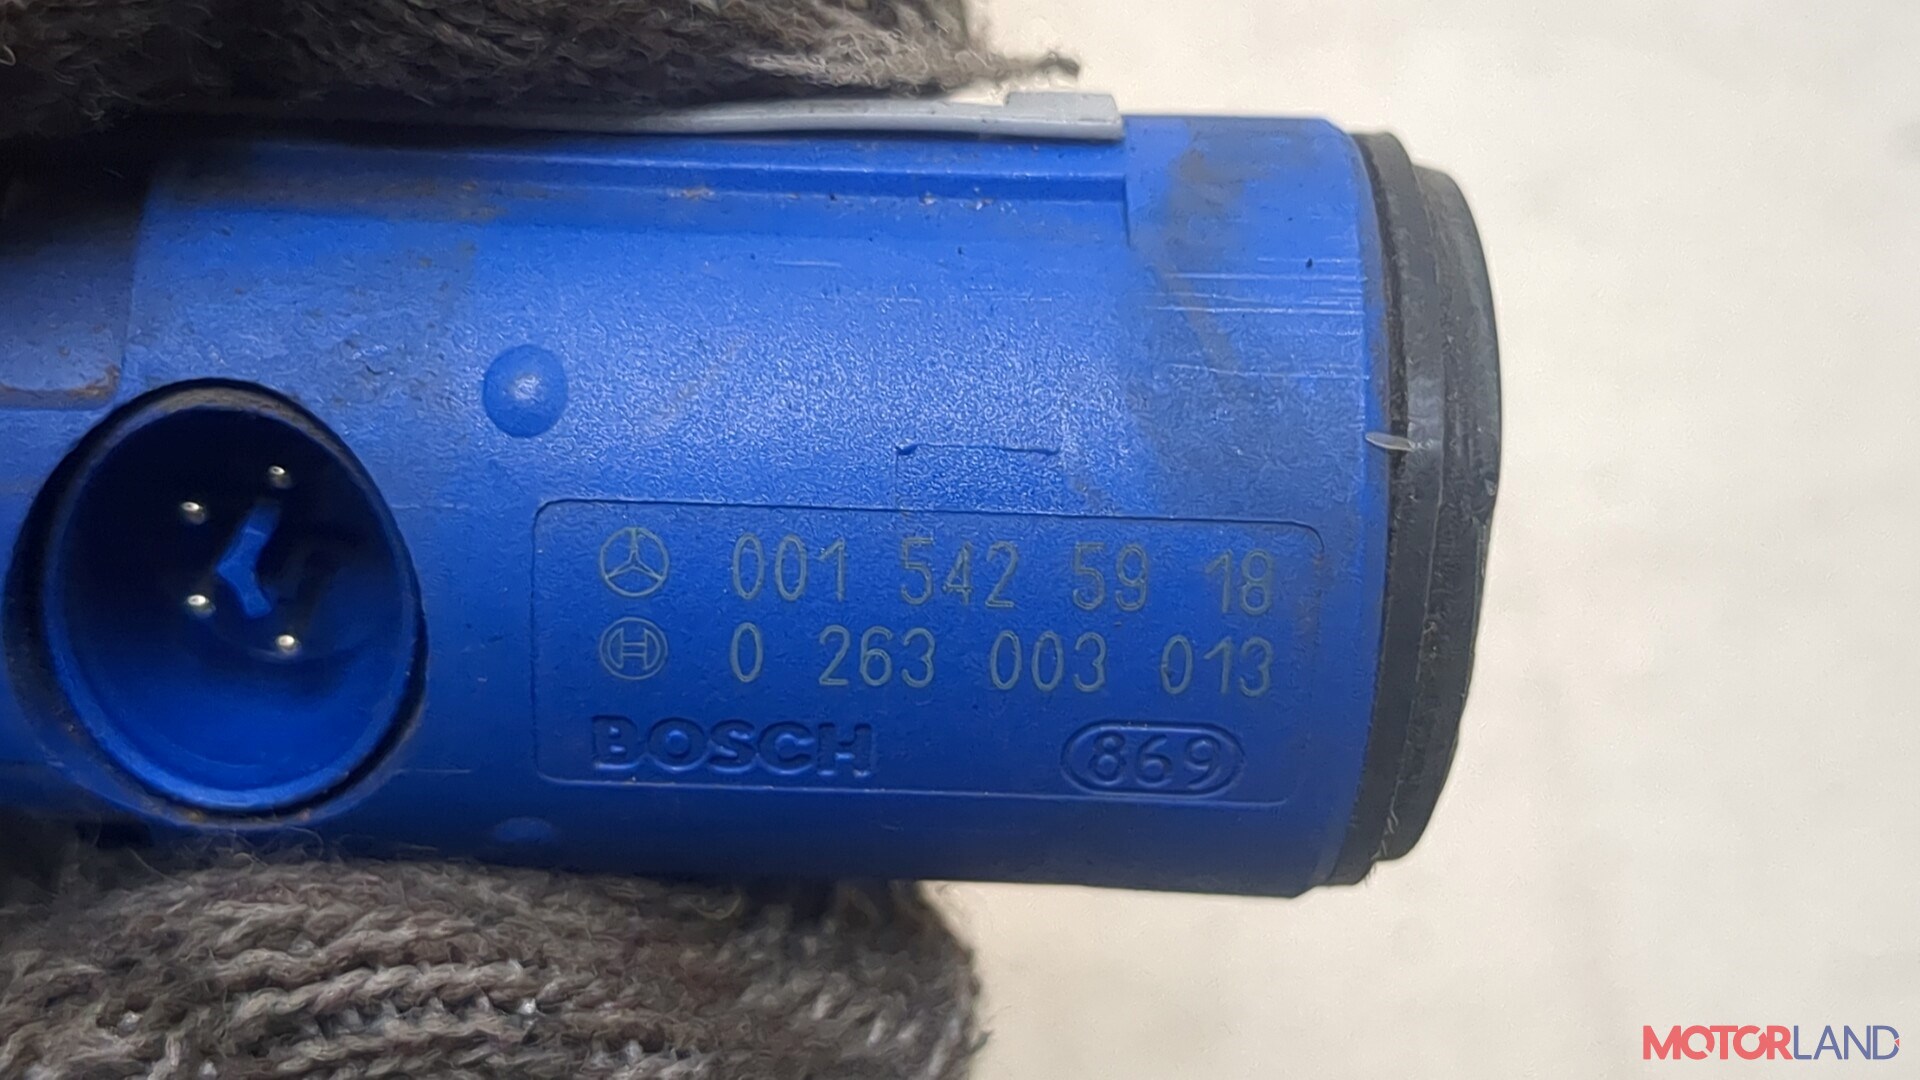 001 542 59 18
0 263 003 013
BOSCH 869
MOTORLAND